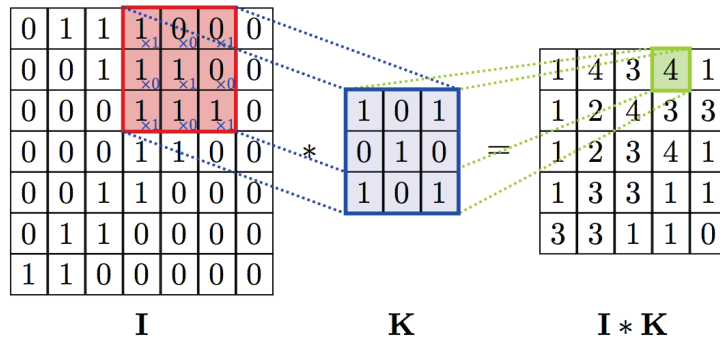 0 1 1 1×1 0×0 0×1 0
0 0 1 1×0 1×1 0×0 0
0 0 0 1×1 1×0 1×1 0
0 0 0 1 1 0 0
0 0 1 1 0 0 0
0 1 1 0 0 0 0
1 1 0 0 0 0 0
I
*
1 0 1
0 1 0
1 0 1
K
=
1 4 3 4 1
1 2 4 3 3
1 2 3 4 1
1 3 3 1 1
3 3 1 1 0
I * K